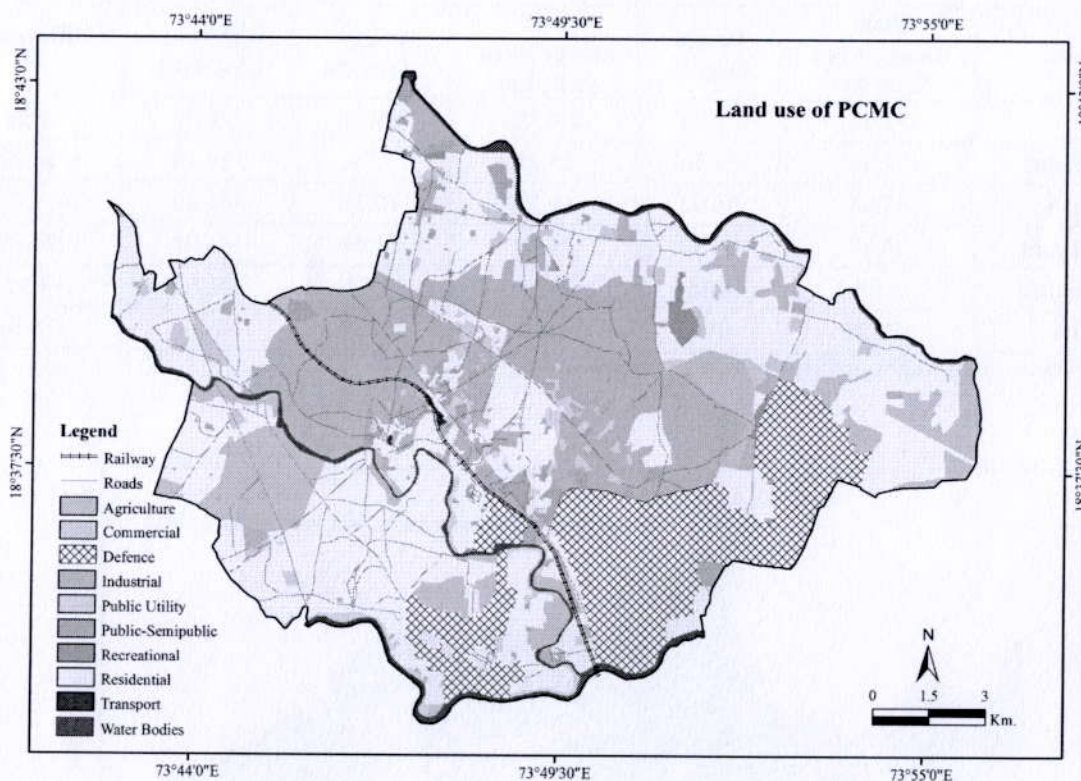 73°44'0"E 73°49'30"E 73°55'0"E
18°43'0"N
Land use of PCMC
18°37'30"N
Legend
Railway
Roads
Agriculture
Commercial
Defence
Industrial
Public Utility
Public-Semipublic
Recreational
Residential
Transport
Water Bodies
N
0 1.5 3
Km.
73°44'0"E 73°49'30"E 73°55'0"E